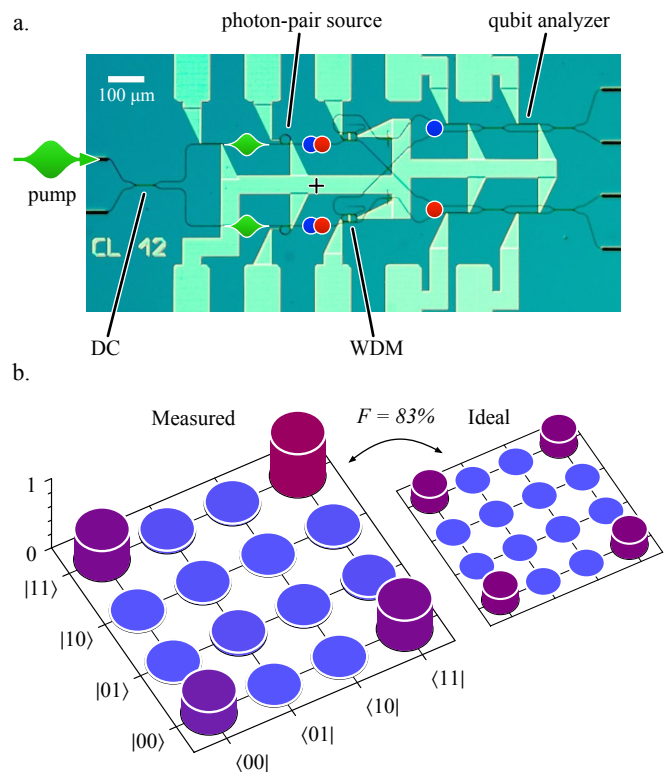 a.
photon-pair source
qubit analyzer
100 μm
pump
CL 42
DC
WDM
b.
Measured
F = 83%
Ideal
1
0
|11⟩
|10⟩
|01⟩
|00⟩
⟨00|
⟨01|
⟨10|
⟨11|